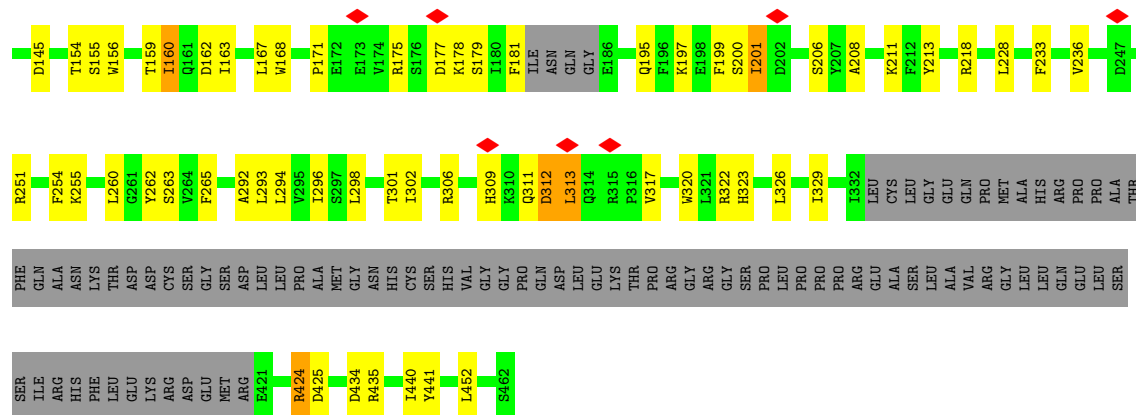 D145 T154 S155 W156 T159 I160 Q161 D162 I163 L167 W168 P171 E172 E173 V174 R175 S176 D177 K178 S179 I180 F181 ILE ASN GLN GLY E186 Q195 F196 K197 E198 F199 S200 I201 D202 S206 Y207 A208 K211 F212 Y213 R218 L228 F233 V236 D247
R251 F254 K255 L260 G261 Y262 S263 V264 F265 A292 L293 L294 V295 I296 S297 L298 T301 I302 R306 H309 K310 Q311 D312 L313 Q314 R315 P316 V317 W320 L321 R322 H323 L326 I329 I332 LEU CYS LEU GLY GLU GLN PRO MET ALA HIS ARG PRO PRO ALA THR
PHE GLN ALA ASN LYS THR ASP ASP CYS SER GLY SER ASP LEU LEU PRO ALA MET GLY ASN HIS CYS SER HIS VAL GLY GLY PRO GLN ASP LEU GLU LYS THR PRO ARG GLY ARG GLY SER PRO LEU PRO PRO PRO ARG GLU ALA SER LEU ALA VAL ARG GLY LEU LEU GLN GLU LEU SER
SER ILE ARG HIS PHE LEU GLU LYS ARG ASP GLU MET ARG E421 R424 D425 D434 R435 I440 Y441 L452 S462